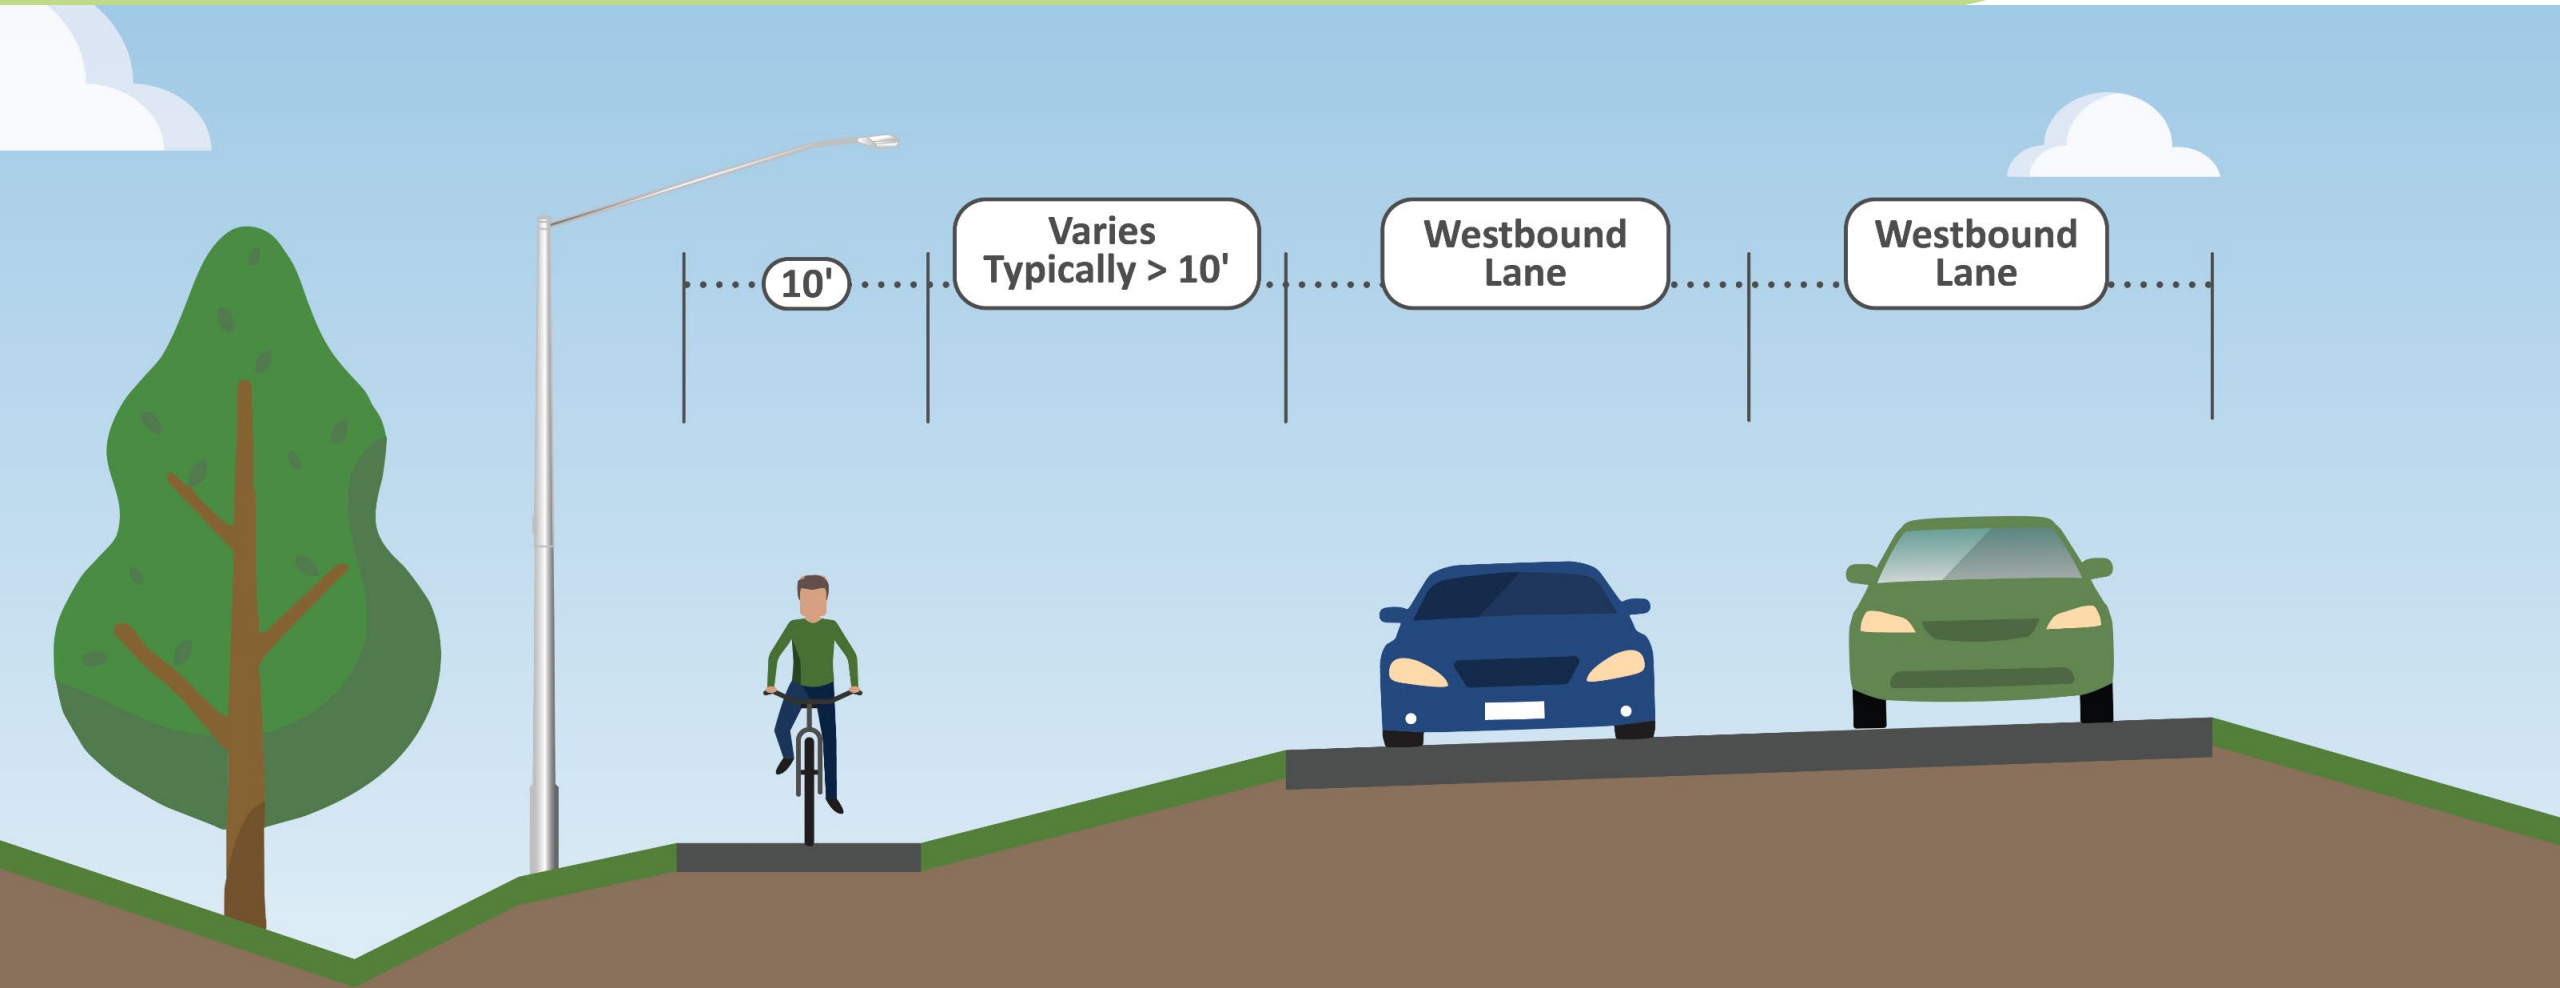 10'
Varies
Typically > 10'
Westbound
Lane
Westbound
Lane